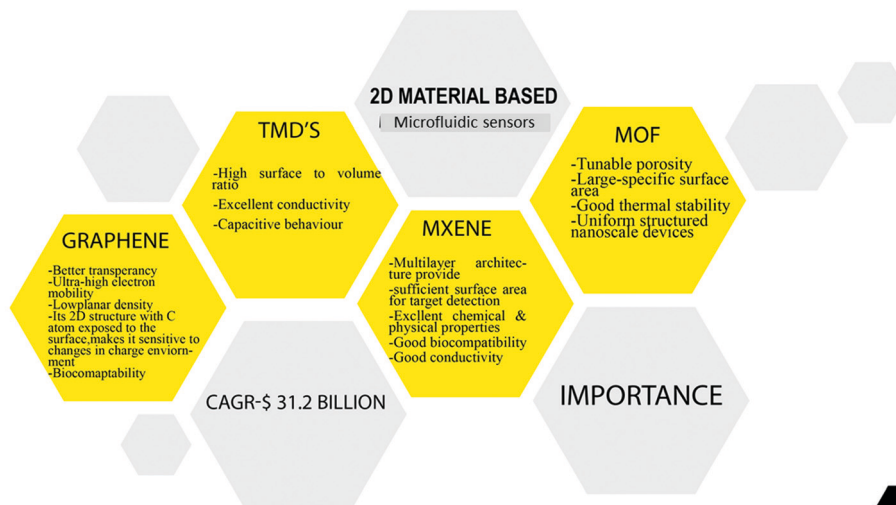 2D MATERIAL BASED
Microfluidic sensors
TMD'S
-High surface to volume
ratio
-Excellent conductivity
-Capacitive behaviour
MOF
-Tunable porosity
-Large-specific surface
area
-Good thermal stability
-Uniform structured
nanoscale devices
GRAPHENE
-Better transperancy
-Ultra-high electron
mobility
-Lowplanar density
-Its 2D structure with C
atom exposed to the
surface,makes it sensitive to
changes in charge enviorn-
ment
-Biocomaptability
MXENE
-Multilayer architec-
ture provide
-sufficient surface area
for target detection
-Excllent chemical &
physical properties
-Good biocompatibility
-Good conductivity
CAGR-$ 31.2 BILLION
IMPORTANCE